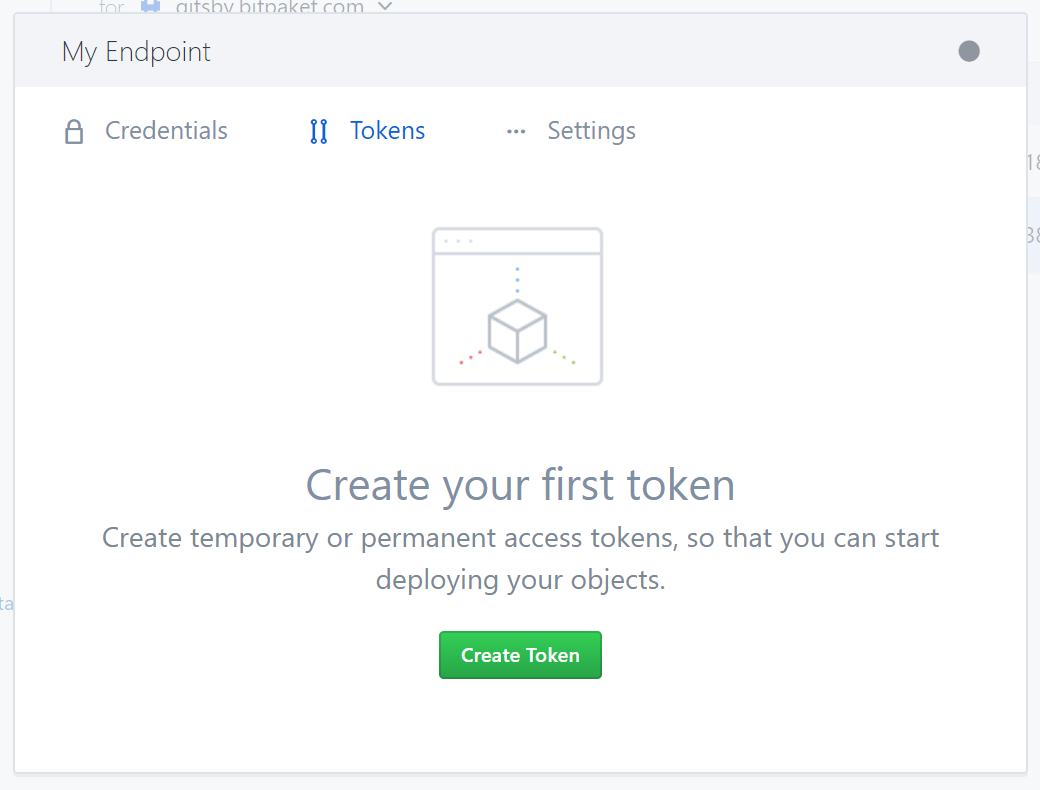 for gitsby.bitpaket.com
My Endpoint
Credentials
Tokens
Settings
Create your first token
Create temporary or permanent access tokens, so that you can start
deploying your objects.
Create Token